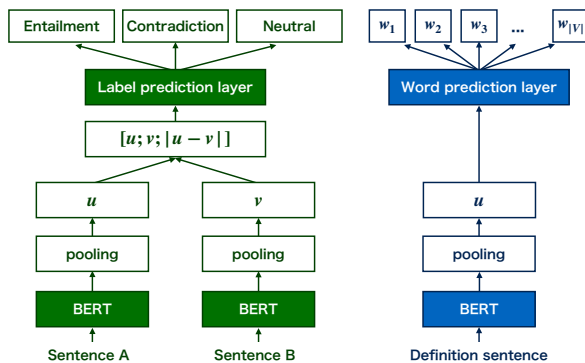 Entailment Contradiction Neutral
Label prediction layer
[u; v; |u − v|]
u v
pooling pooling
BERT BERT
Sentence A Sentence B
w1 w2 w3 ... w|V|
Word prediction layer
u
pooling
BERT
Definition sentence